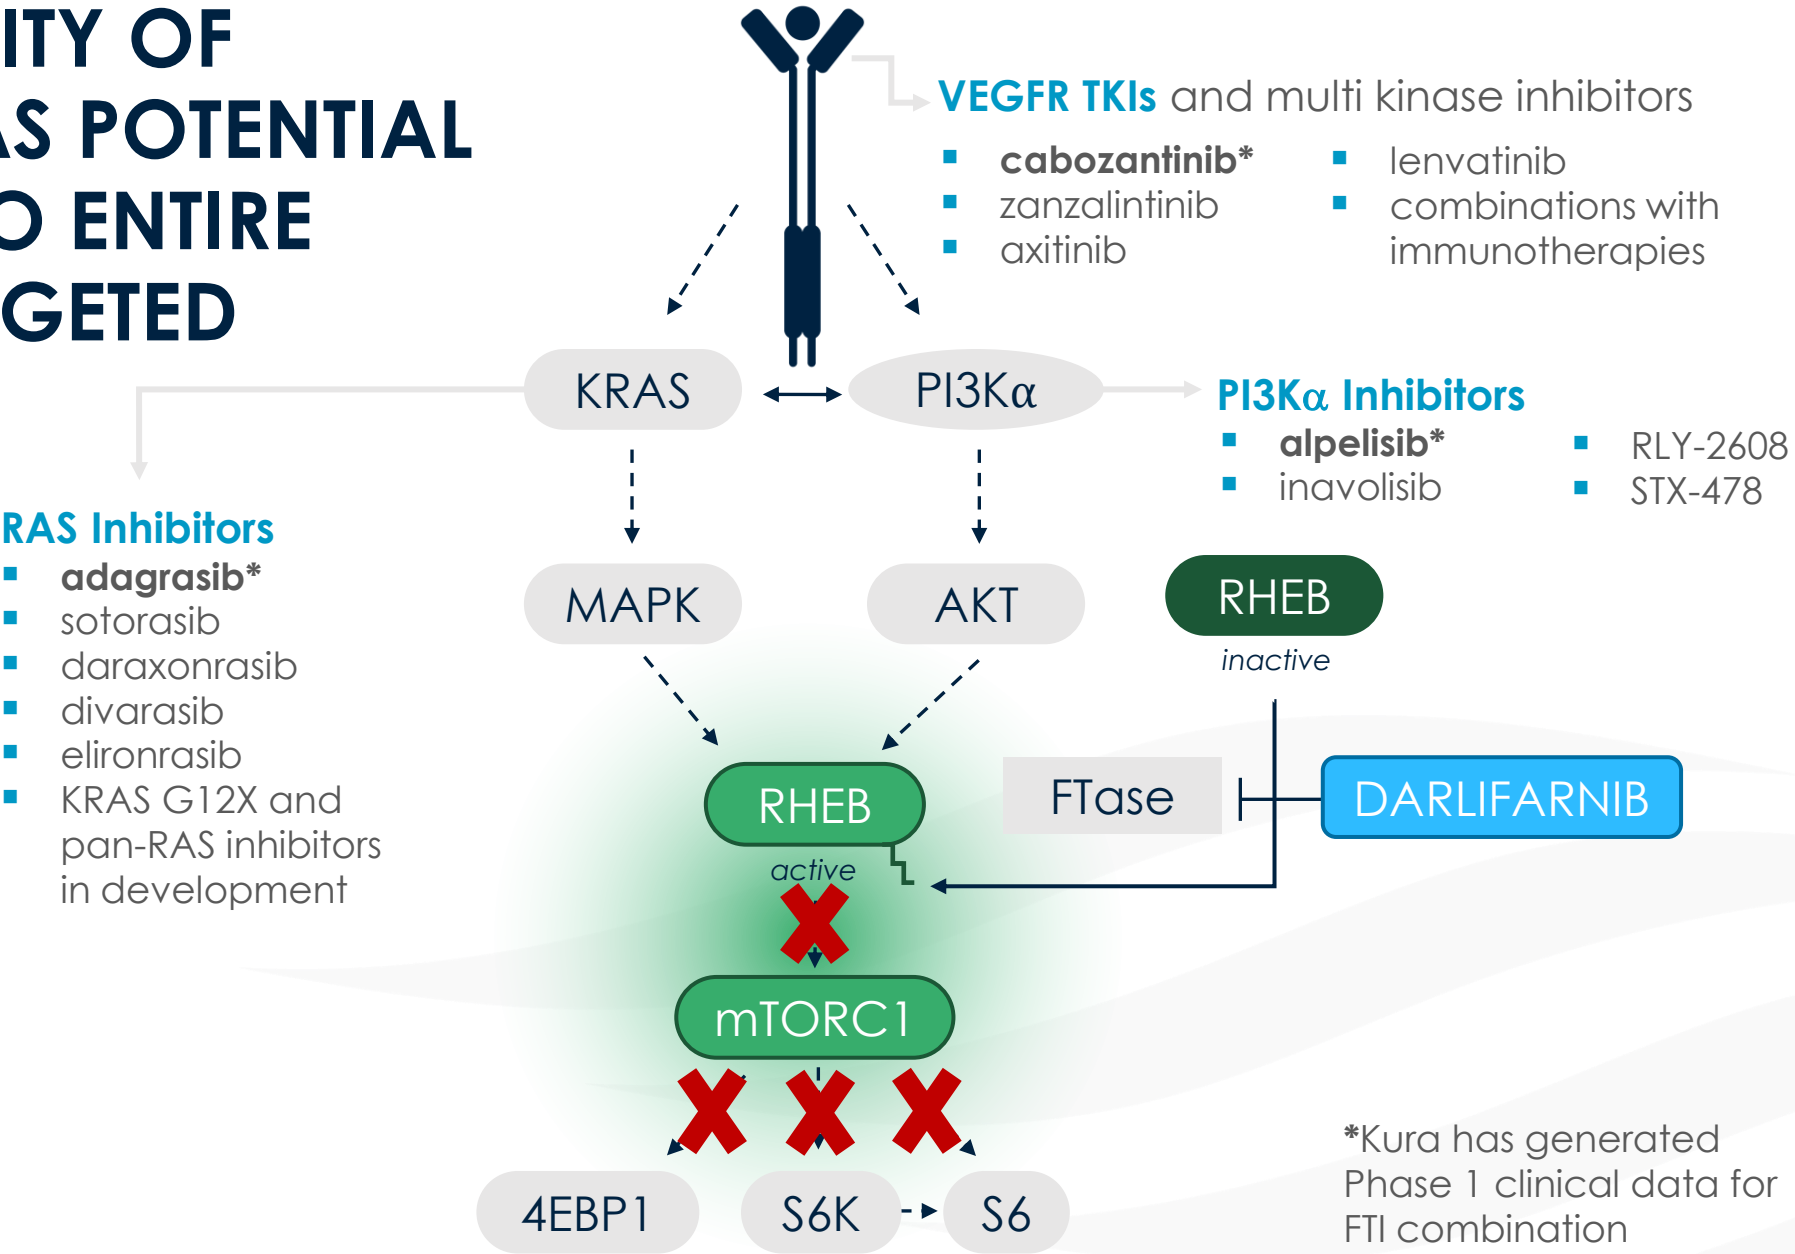 ITY OF
AS POTENTIAL
O ENTIRE
GETED
VEGFR TKIs and multi kinase inhibitors
cabozantinib*
zanzalintinib
axitinib
lenvatinib
combinations with
immunotherapies
KRAS
PI3Kα
PI3Kα Inhibitors
alpelisib*
inavolisib
RLY-2608
STX-478
RAS Inhibitors
adagrasib*
sotorasib
daraxonrasib
divarasib
elironrasib
KRAS G12X and
pan-RAS inhibitors
in development
MAPK
AKT
RHEB
inactive
RHEB
active
FTase
DARLIFARNIB
mTORC1
4EBP1
S6K
S6
*Kura has generated
Phase 1 clinical data for
FTI combination